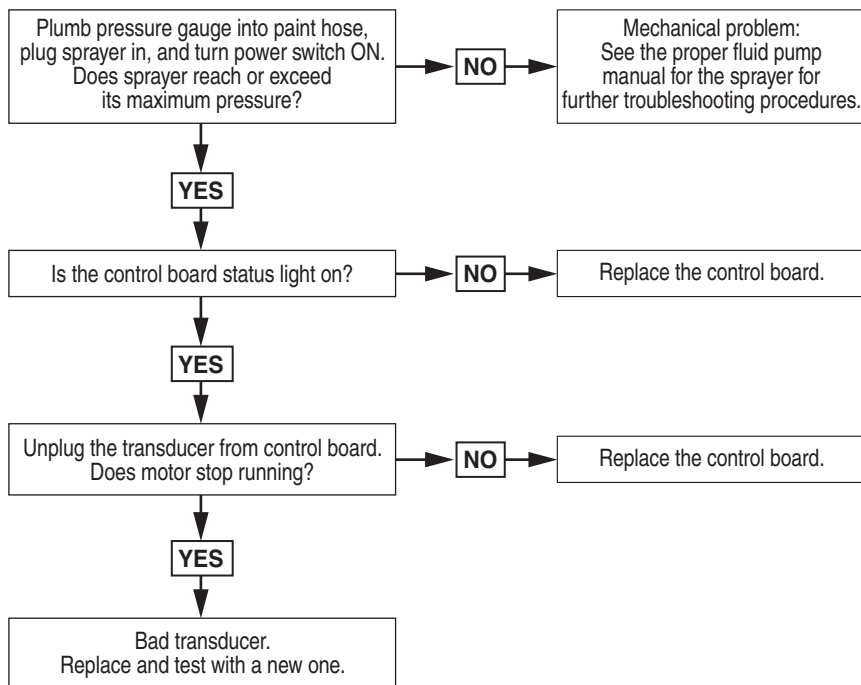 Plumb pressure gauge into paint hose,
plug sprayer in, and turn power switch ON.
Does sprayer reach or exceed
its maximum pressure?
NO
Mechanical problem:
See the proper fluid pump
manual for the sprayer for
further troubleshooting procedures.
YES
Is the control board status light on?
NO
Replace the control board.
YES
Unplug the transducer from control board.
Does motor stop running?
NO
Replace the control board.
YES
Bad transducer.
Replace and test with a new one.